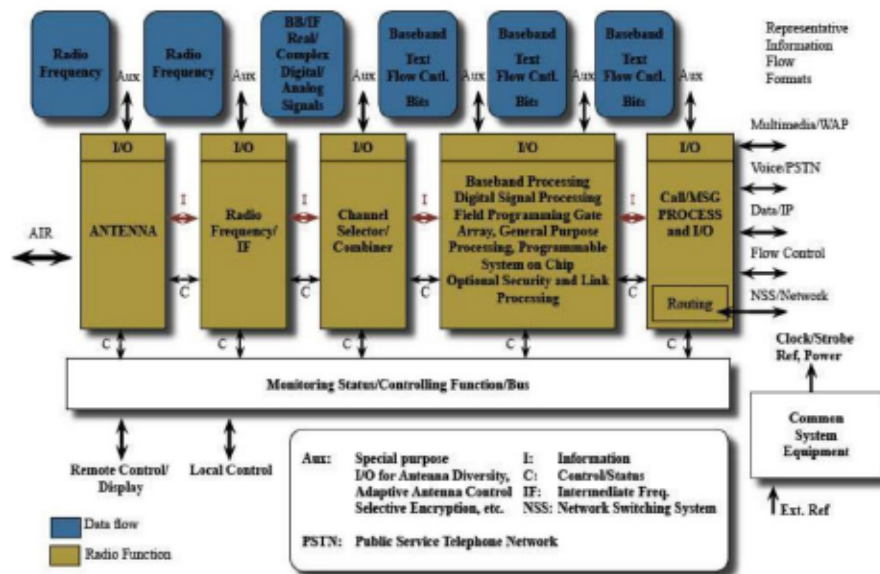 Radio
Frequency
Radio
Frequency
BB/IF
Real/
Complex
Digital/
Analog
Signals
Baseband
Text
Flow Cntl.
Bits
Baseband
Text
Flow Cntl.
Bits
Baseband
Text
Flow Cntl.
Bits
Representative
Information
Flow
Formats
Aux
Aux
Aux
Aux
Aux
Aux
I/O
I/O
I/O
I/O
I/O
ANTENNA
Radio
Frequency/
IF
Channel
Selector/
Combiner
Baseband Processing
Digital Signal Processing
Field Programming Gate
Array, General Purpose
Processing, Programmable
System on Chip
Optional Security and Link
Processing
Call/MSG
PROCESS
and I/O
Routing
AIR
I
I
I
I
C
C
C
C
Multimedia/WAP
Voice/PSTN
Data/IP
Flow Control
NSS/Network
C
C
C
C
C
Monitoring Status/Controlling Function/Bus
Clock/Strobe
Ref, Power
Common
System
Equipment
Ext. Ref
Remote Control/
Display
Local Control
Aux: Special purpose
I/O for Antenna Diversity,
Adaptive Antenna Control
Selective Encryption, etc.
I: Information
C: Control/Status
IF: Intermediate Freq.
NSS: Network Switching System
PSTN: Public Service Telephone Network
Data flow
Radio Function